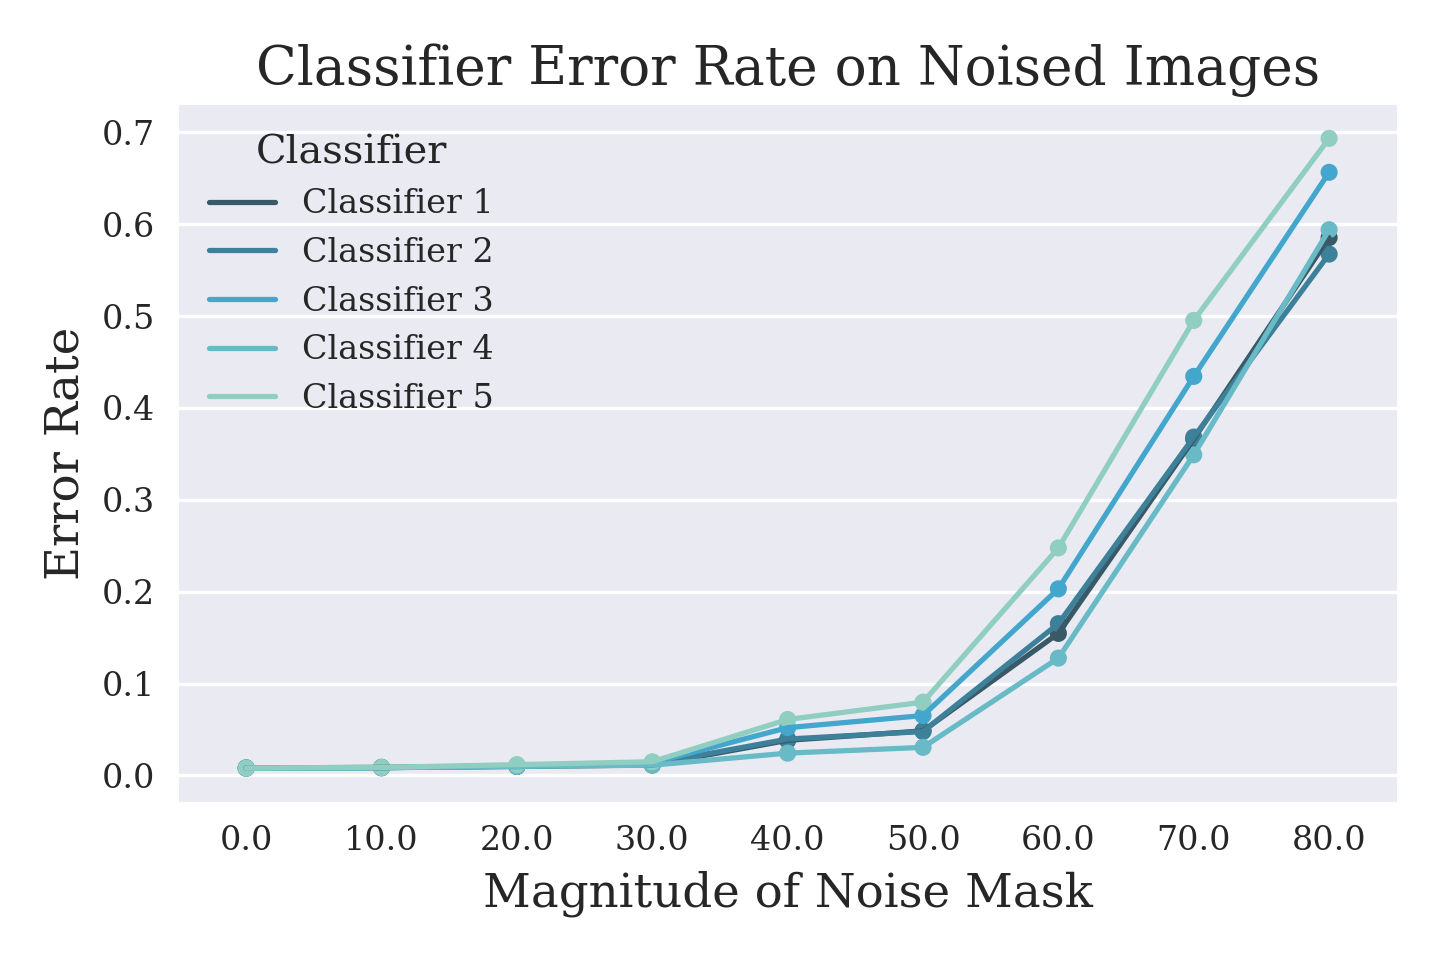 Classifier Error Rate on Noised Images
Classifier
Classifier 1
Classifier 2
Classifier 3
Classifier 4
Classifier 5
Error Rate
0.7
0.6
0.5
0.4
0.3
0.2
0.1
0.0
0.0 10.0 20.0 30.0 40.0 50.0 60.0 70.0 80.0
Magnitude of Noise Mask